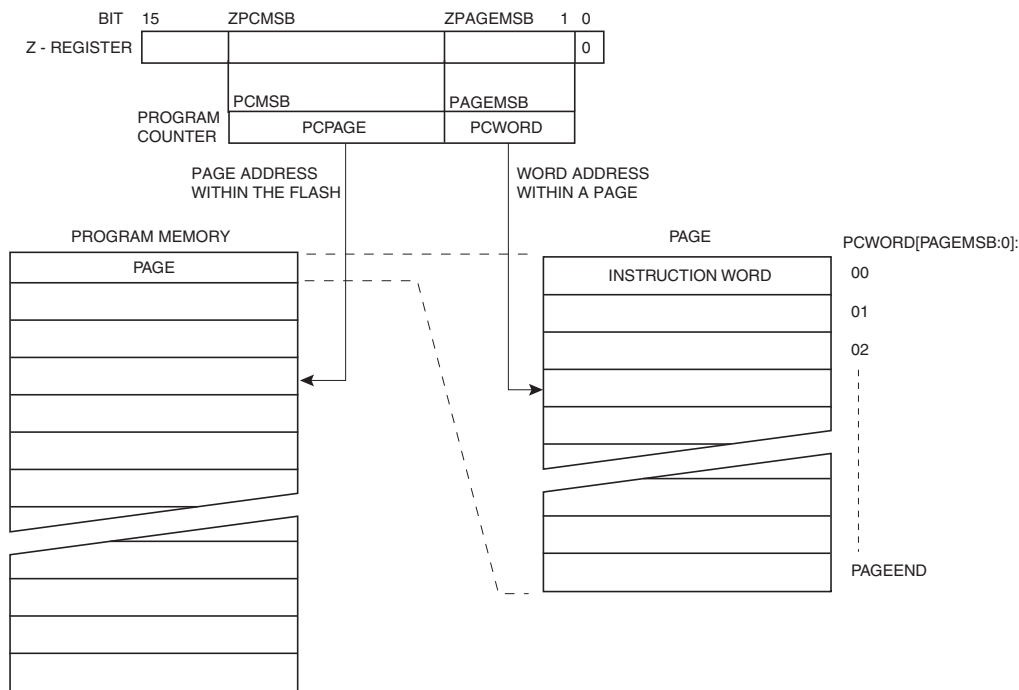 BIT 15 ZPCMSB ZPAGEMSB 1 0
Z - REGISTER 0
PCMSB PAGEMSB
PROGRAM
COUNTER
PCPAGE PCWORD
PAGE ADDRESS
WITHIN THE FLASH
WORD ADDRESS
WITHIN A PAGE
PROGRAM MEMORY
PAGE
PAGE
PCWORD[PAGEMSB:0]:
INSTRUCTION WORD
00
01
02
PAGEEND